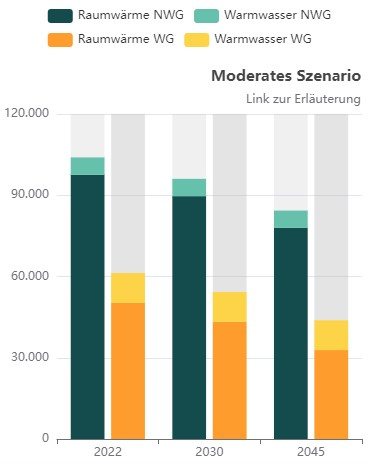 Raumwärme NWG Warmwasser NWG
Raumwärme WG Warmwasser WG
Moderates Szenario
Link zur Erläuterung
120.000
90.000
60.000
30.000
0
2022 2030 2045